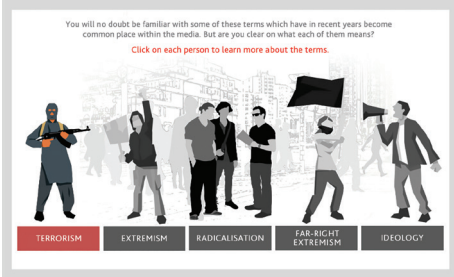 You will no doubt be familiar with some of these terms which have in recent years become
common place within the media. But are you clear on what each of them means?
Click on each person to learn more about the terms.
TERRORISM
EXTREMISM
RADICALISATION
FAR-RIGHT
EXTREMISM
IDEOLOGY